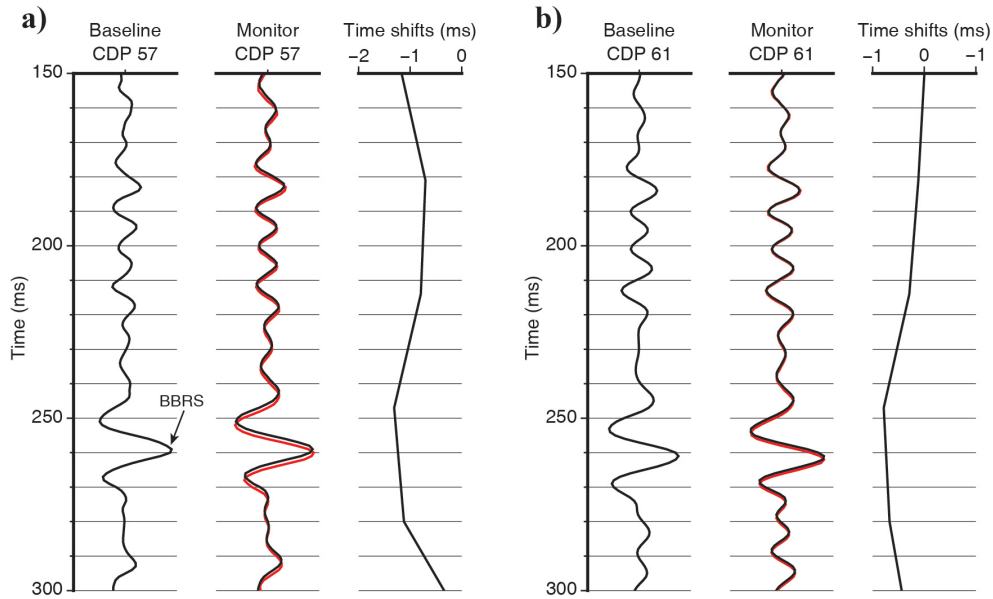 a)
Baseline
CDP 57
Monitor
CDP 57
Time shifts (ms)
−2 −1 0
150
200
250
300
Time (ms)
BBRS
b)
Baseline
CDP 61
Monitor
CDP 61
Time shifts (ms)
−1 0 −1
150
200
250
300
Time (ms)